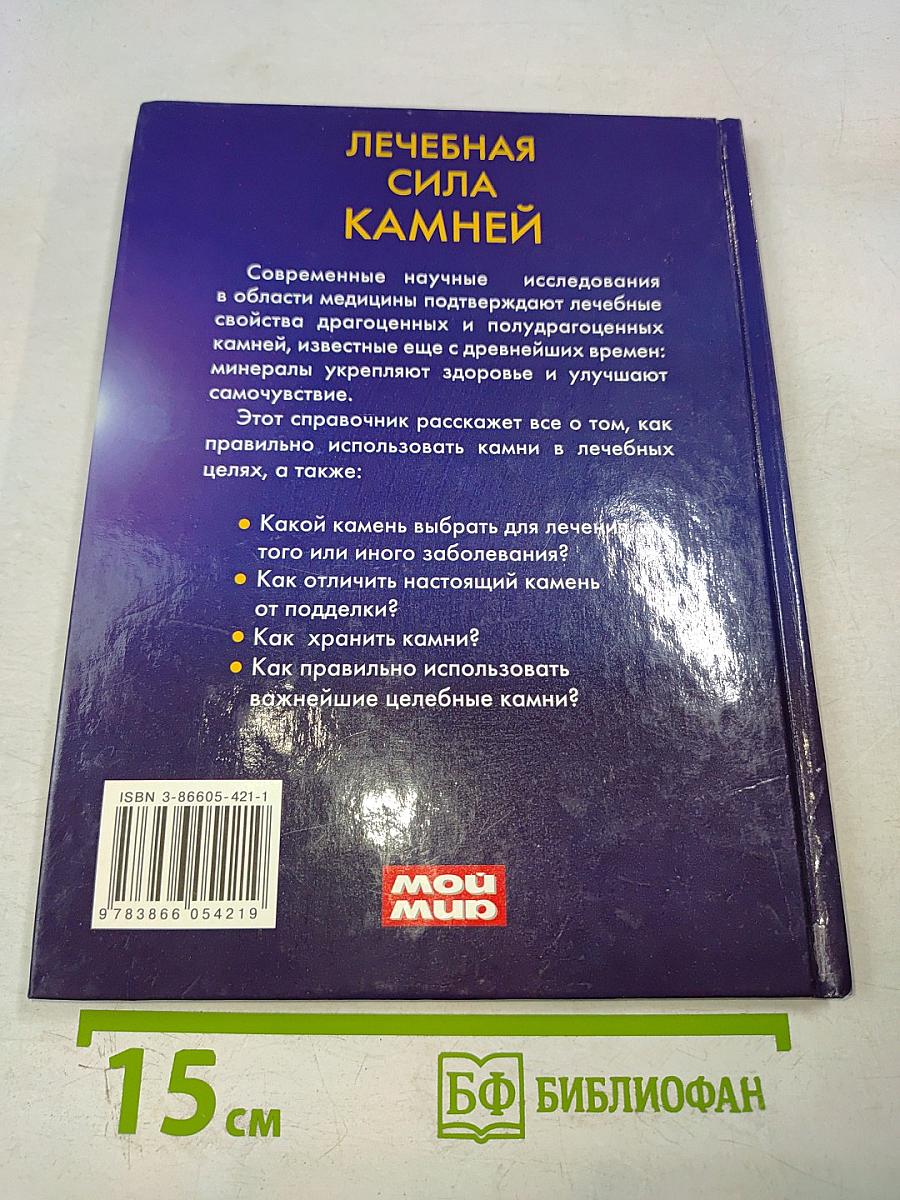 ЛЕЧЕБНАЯ
СИЛА
КАМНЕЙ
Современные научные исследования
в области медицины подтверждают лечебные
свойства драгоценных и полудрагоценных
камней, известные еще с древнейших времен:
минералы укрепляют здоровье и улучшают
самочувствие.
Этот справочник расскажет все о том, как
правильно использовать камни в лечебных
целях, а также:
• Какой камень выбрать для лечения
того или иного заболевания?
• Как отличить настоящий камень
от подделки?
• Как хранить камни?
• Как правильно использовать
важнейшие целебные камни?
ISBN 3-86605-421-1
9 783866 054219
мой
мир
15 см
БФ БИБЛИОФАН